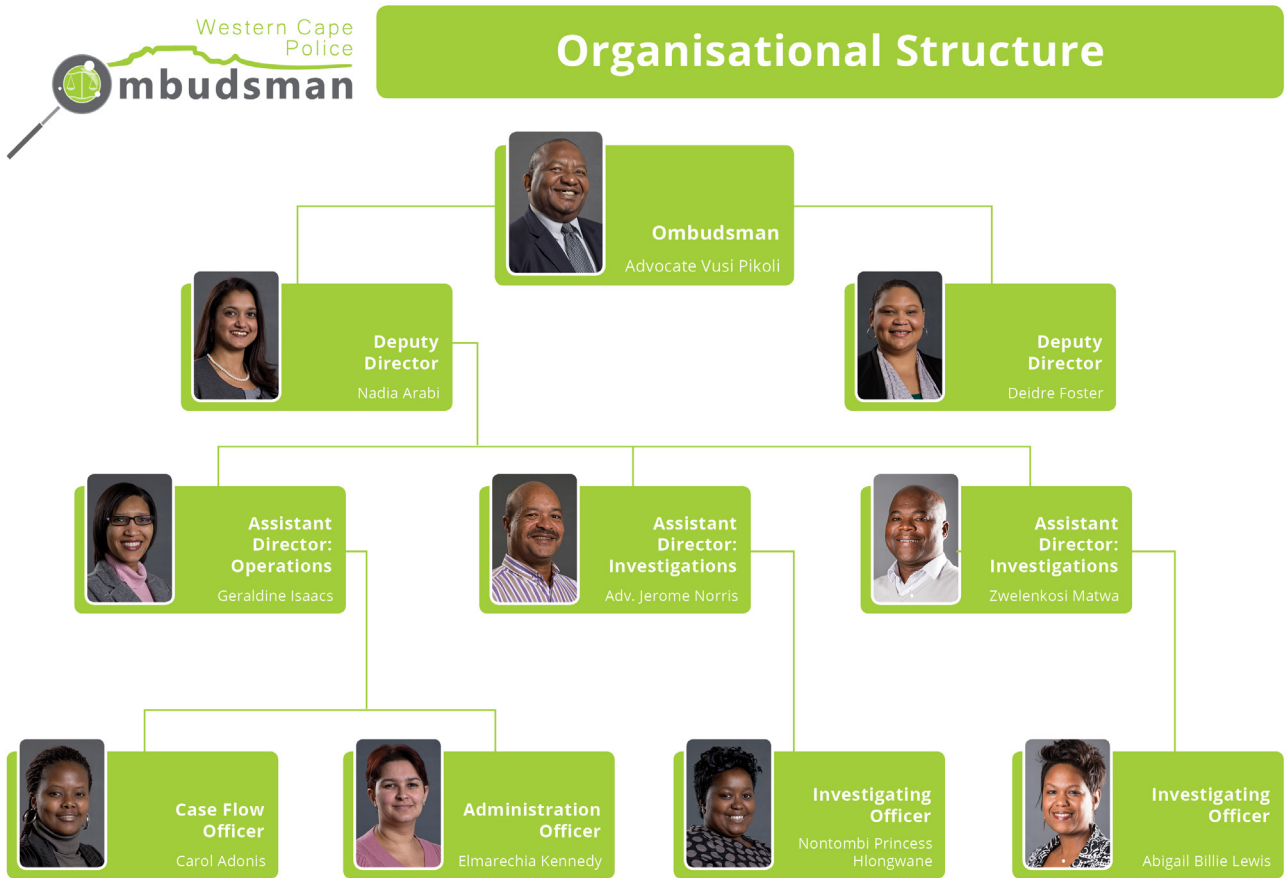 Western Cape
Police
Ombudsman
Organisational Structure
Ombudsman
Advocate Vusi Pikoli
Deputy
Director
Nadia Arabi
Deputy
Director
Deidre Foster
Assistant
Director:
Operations
Geraldine Isaacs
Assistant
Director:
Investigations
Adv. Jerome Norris
Assistant
Director:
Investigations
Zwelenkosi Matwa
Case Flow
Officer
Carol Adonis
Administration
Officer
Elmarechia Kennedy
Investigating
Officer
Nontombi Princess
Hlongwane
Investigating
Officer
Abigail Billie Lewis